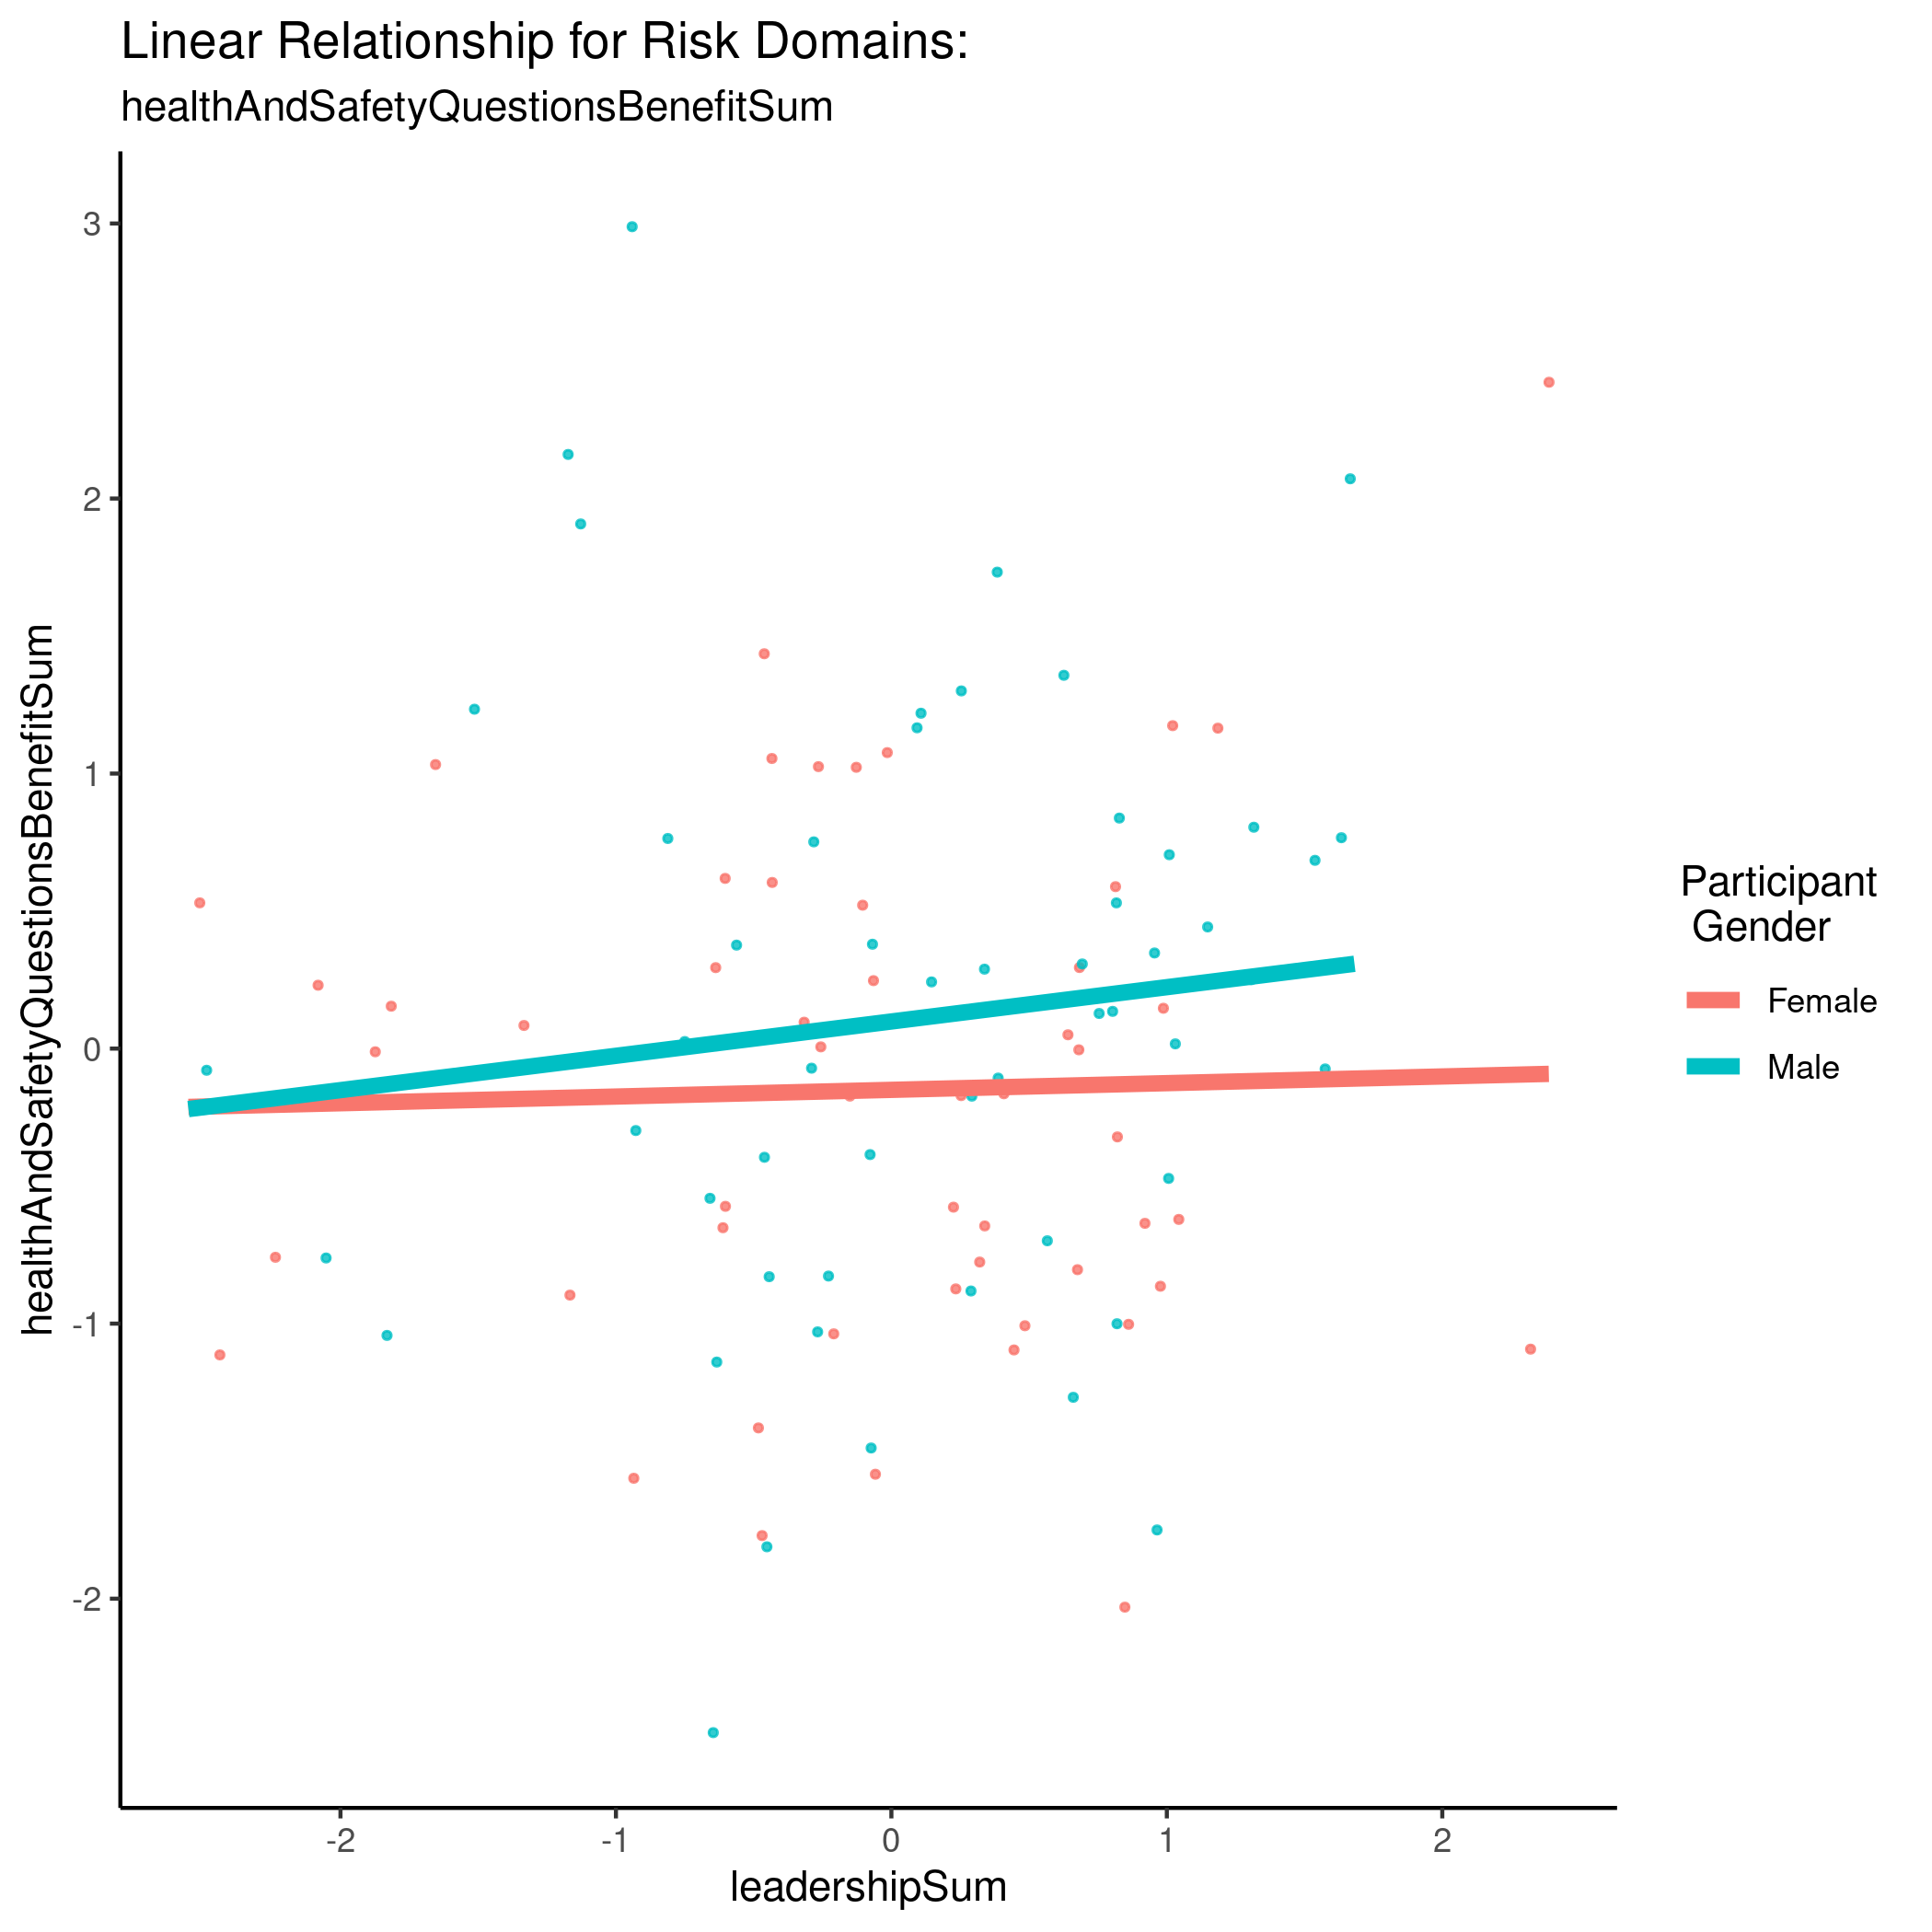 Linear Relationship for Risk Domains:
healthAndSafetyQuestionsBenefitSum
healthAndSafetyQuestionsBenefitSum
3
2
1
0
-1
-2
-2
-1
0
1
2
leadershipSum
Participant
Gender
Female
Male